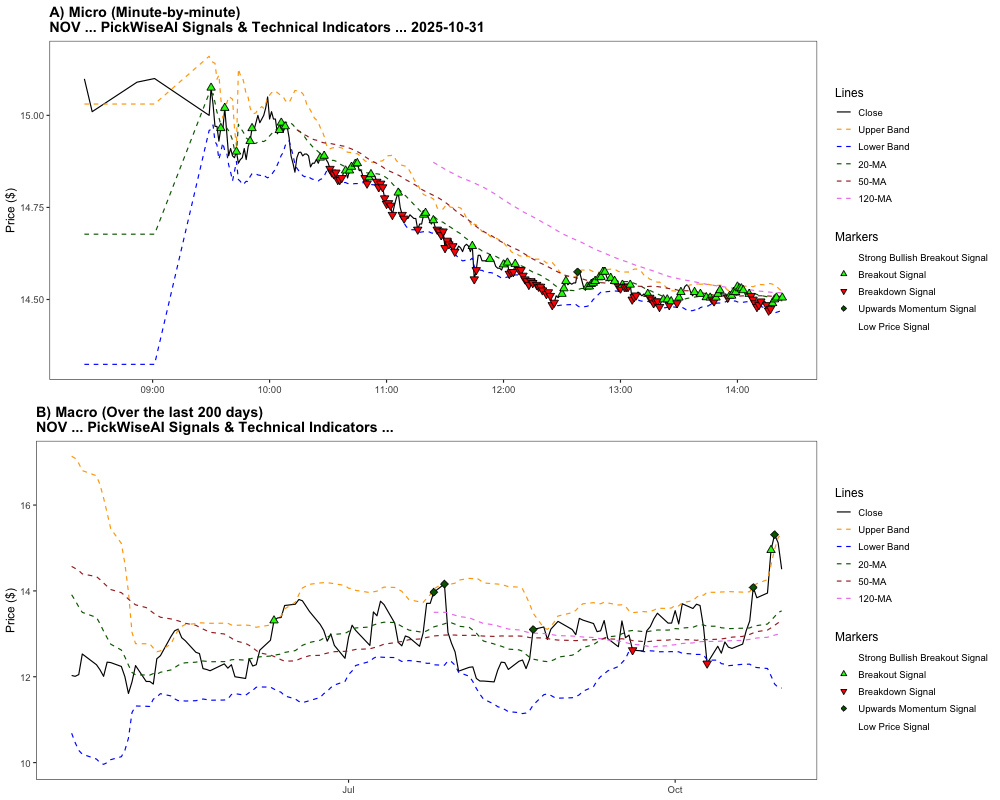 A) Micro (Minute-by-minute)
NOV ... PickWiseAI Signals & Technical Indicators ... 2025-10-31
Price ($)
15.00
14.75
14.50
09:00 10:00 11:00 12:00 13:00 14:00
Lines
Close
Upper Band
Lower Band
20-MA
50-MA
120-MA
Markers
Strong Bullish Breakout Signal
Breakout Signal
Breakdown Signal
Upwards Momentum Signal
Low Price Signal
B) Macro (Over the last 200 days)
NOV ... PickWiseAI Signals & Technical Indicators ...
Price ($)
16
14
12
10
Jul Oct
Lines
Close
Upper Band
Lower Band
20-MA
50-MA
120-MA
Markers
Strong Bullish Breakout Signal
Breakout Signal
Breakdown Signal
Upwards Momentum Signal
Low Price Signal